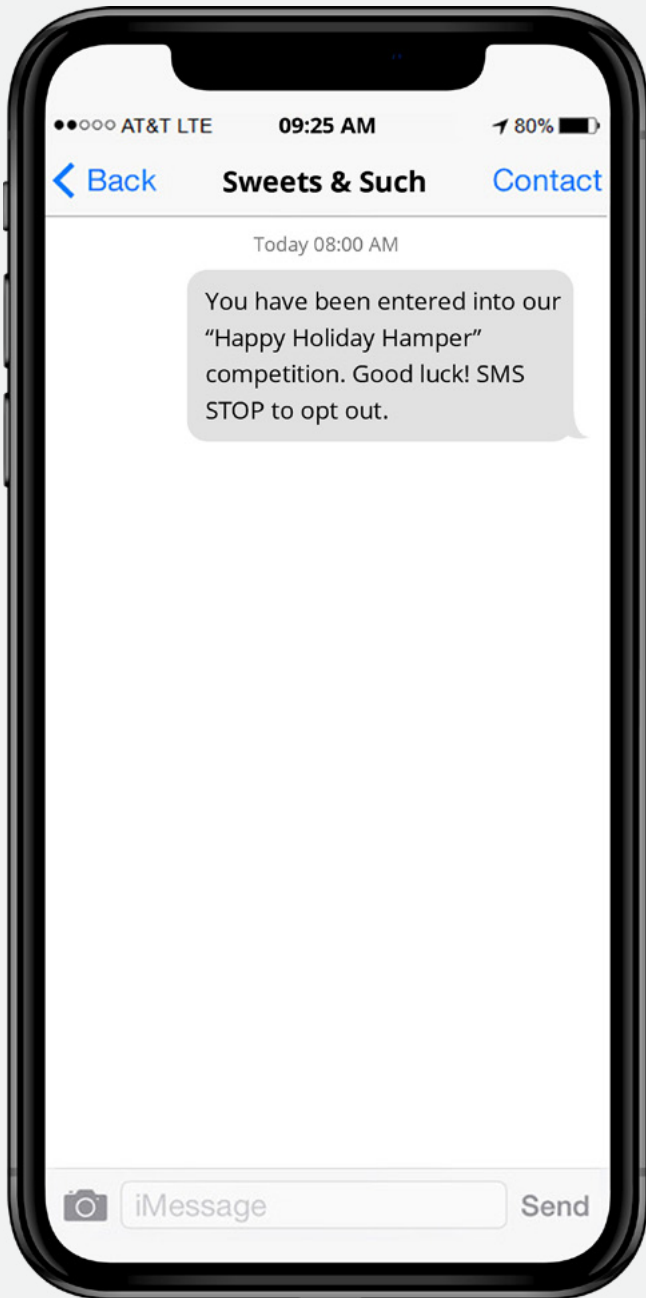 AT&T LTE 09:25 AM 80%
Back Sweets & Such Contact
Today 08:00 AM
You have been entered into our
“Happy Holiday Hamper”
competition. Good luck! SMS
STOP to opt out.
iMessage Send